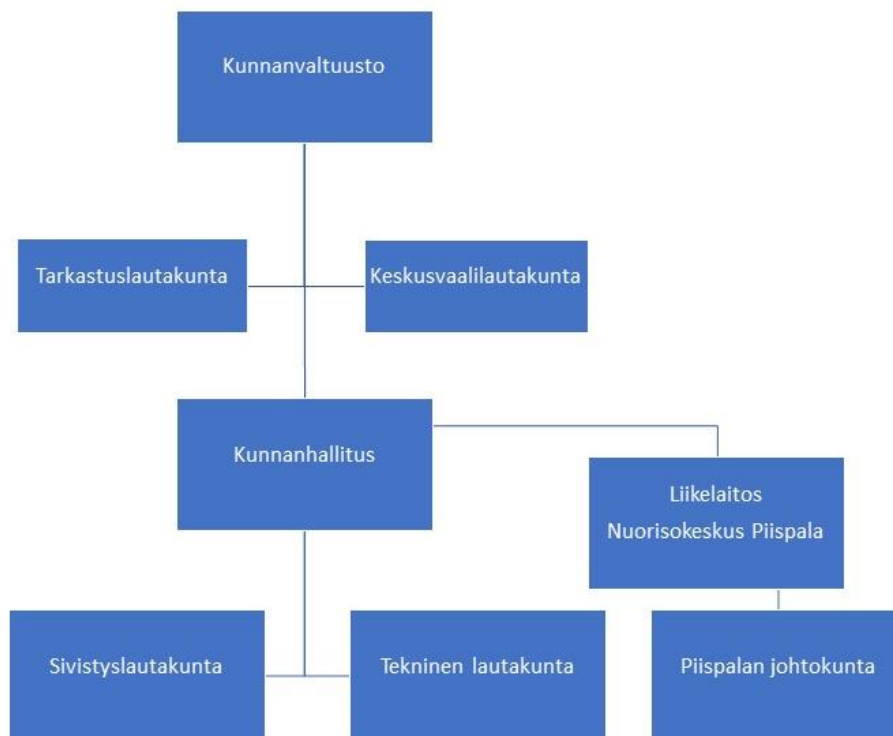 Kunnanvaltuusto
Tarkastuslautakunta
Keskusvaalilautakunta
Kunnanhallitus
Liikelaitos
Nuorisokeskus Piispala
Sivistyslautakunta
Tekninen lautakunta
Piispalan johtokunta